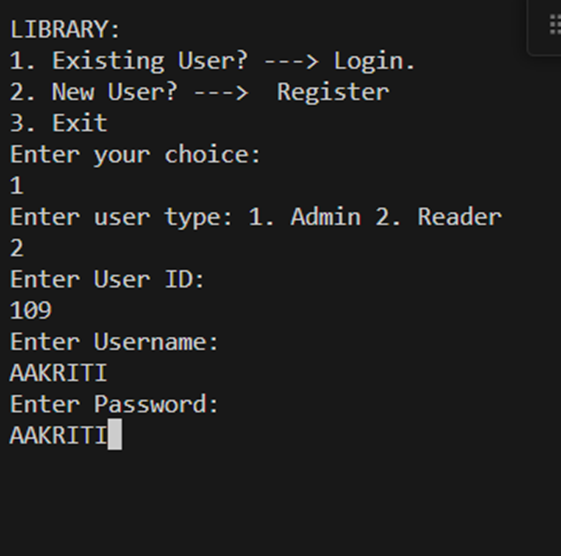 LIBRARY:
1. Existing User? ---> Login.
2. New User? --->  Register
3. Exit
Enter your choice:
1
Enter user type: 1. Admin 2. Reader
2
Enter User ID:
109
Enter Username:
AAKRITI
Enter Password:
AAKRITI